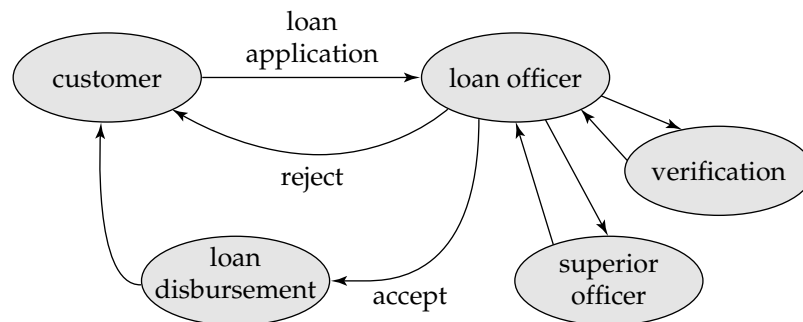 loan
application
customer
loan officer
verification
reject
loan
disbursement
accept
superior
officer